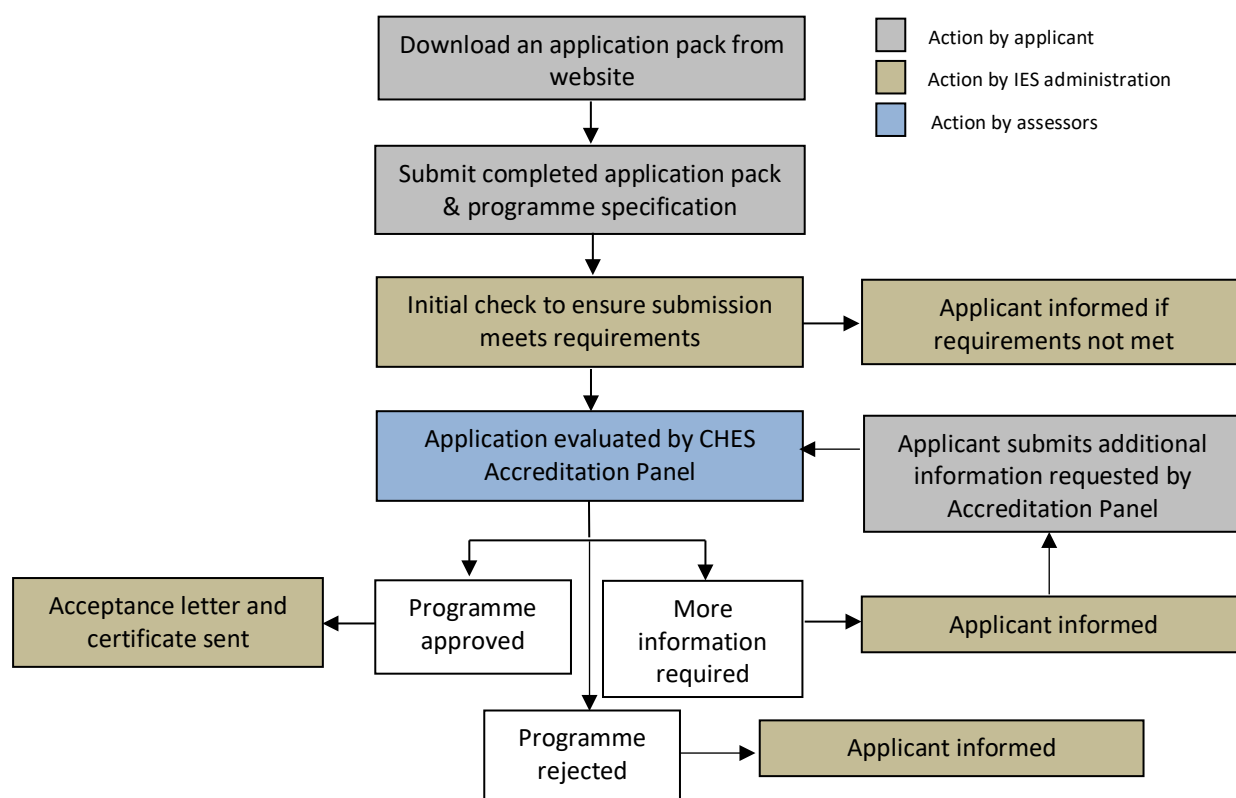 Download an application pack from
website
Action by applicant
Action by IES administration
Action by assessors
Submit completed application pack
& programme specification
Initial check to ensure submission
meets requirements
Applicant informed if
requirements not met
Application evaluated by CHES
Accreditation Panel
Applicant submits additional
information requested by
Accreditation Panel
Acceptance letter and
certificate sent
Programme
approved
More
information
required
Applicant informed
Programme
rejected
Applicant informed